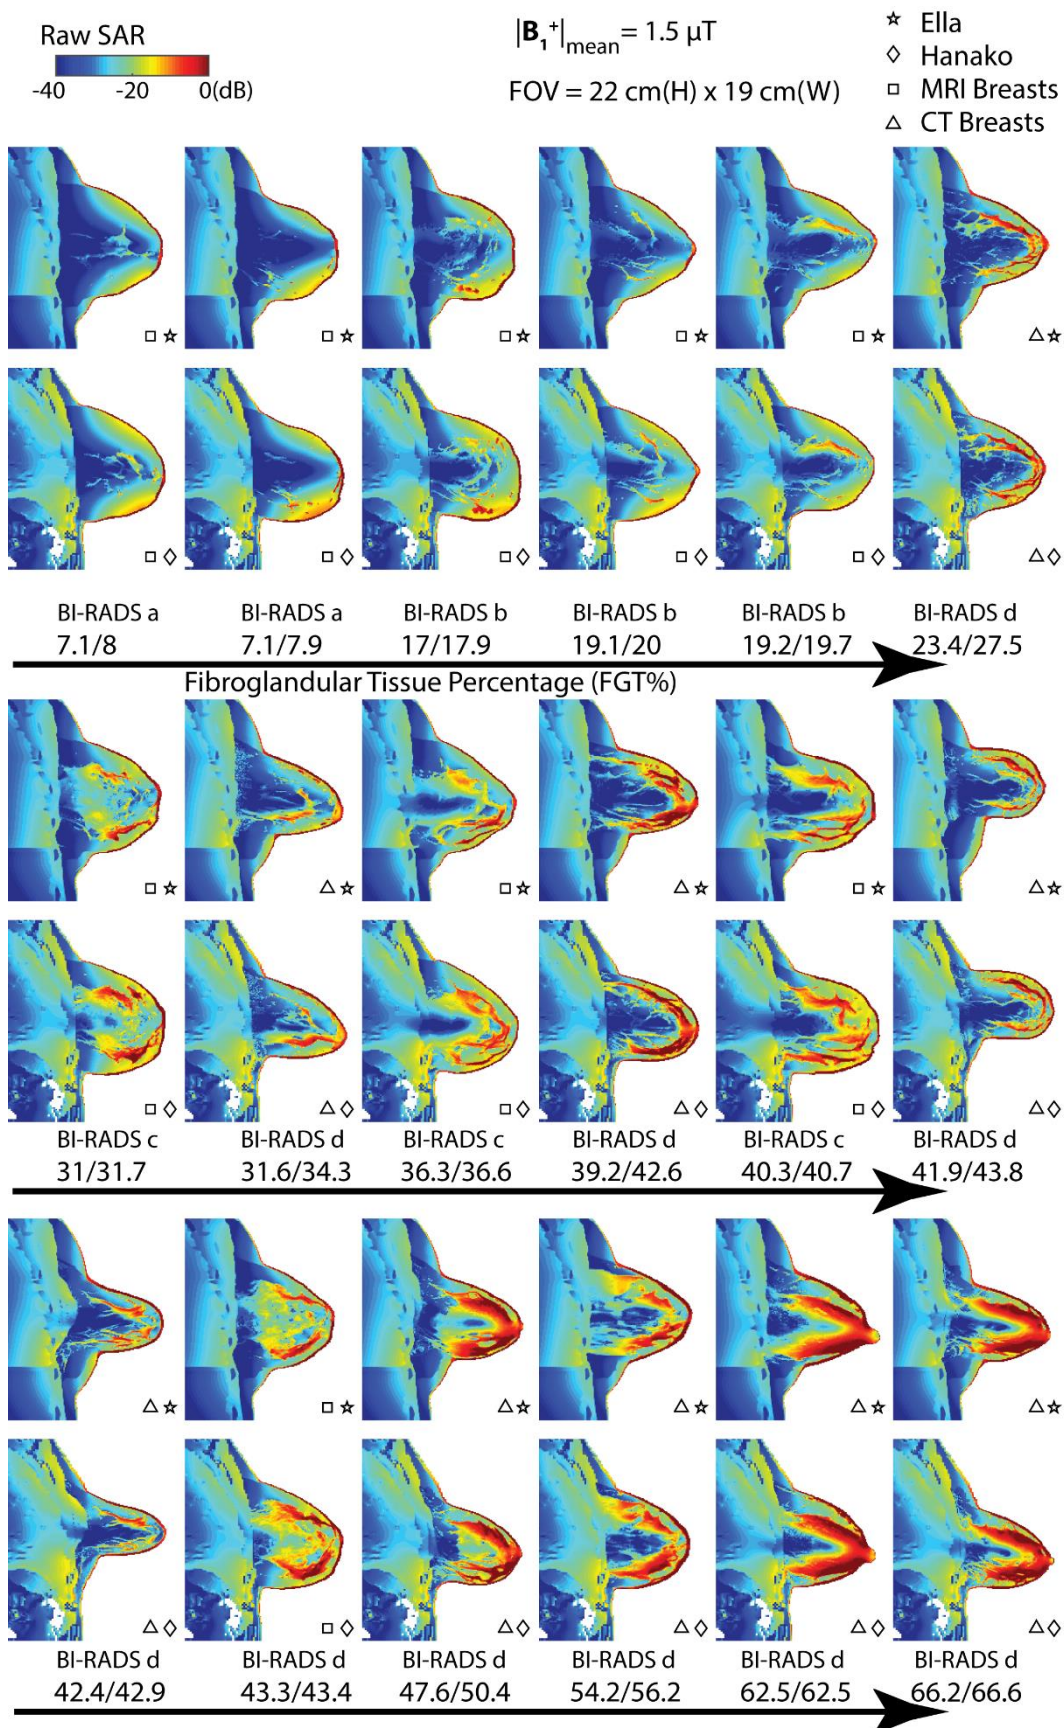 Raw SAR
-40 -20 0(dB)
|B₁⁺|mean = 1.5 µT
FOV = 22 cm(H) x 19 cm(W)
☆ Ella
◇ Hanako
□ MRI Breasts
△ CT Breasts
□ ☆ □ ☆ □ ☆ □ ☆ □ ☆ △ ☆
□ ◇ □ ◇ □ ◇ □ ◇ □ ◇ △ ◇
BI-RADS a BI-RADS a BI-RADS b BI-RADS b BI-RADS b BI-RADS d
7.1/8 7.1/7.9 17/17.9 19.1/20 19.2/19.7 23.4/27.5
Fibroglandular Tissue Percentage (FGT%)
□ ☆ △ ☆ □ ☆ △ ☆ □ ☆ △ ☆
□ ◇ △ ◇ □ ◇ △ ◇ □ ◇ △ ◇
BI-RADS c BI-RADS d BI-RADS c BI-RADS d BI-RADS c BI-RADS d
31/31.7 31.6/34.3 36.3/36.6 39.2/42.6 40.3/40.7 41.9/43.8
△ ☆ □ ☆ △ ☆ △ ☆ △ ☆ △ ☆
△ ◇ □ ◇ △ ◇ △ ◇ △ ◇ △ ◇
BI-RADS d BI-RADS d BI-RADS d BI-RADS d BI-RADS d BI-RADS d
42.4/42.9 43.3/43.4 47.6/50.4 54.2/56.2 62.5/62.5 66.2/66.6